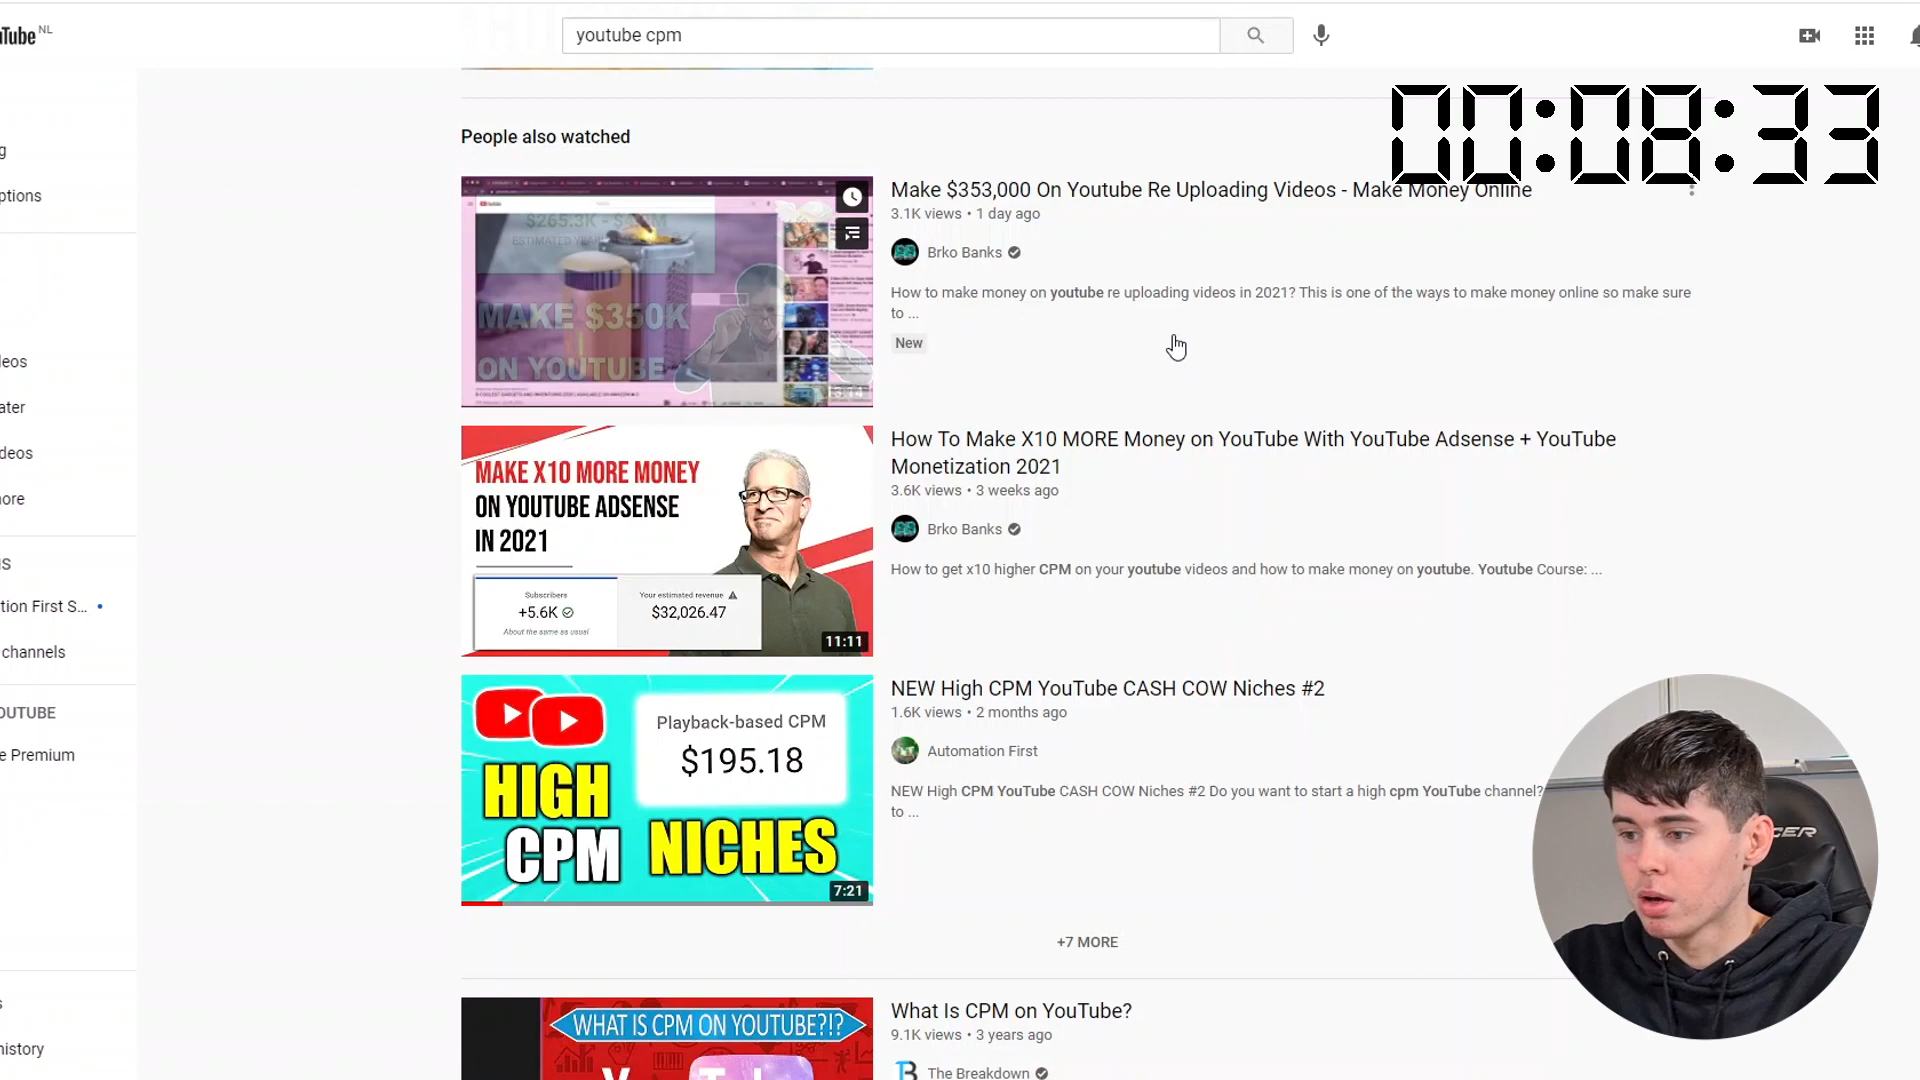 uTube NL
youtube cpm
00:08:33
People also watched
$265.3K - $
ESTIMATED YEAR
MAKE $350K
ON YOUTUBE
Make $353,000 On Youtube Re Uploading Videos - Make Money Online
3.1K views • 1 day ago
Brko Banks
How to make money on youtube re uploading videos in 2021? This is one of the ways to make money online so make sure
to ...
New
MAKE X10 MORE MONEY
ON YOUTUBE ADSENSE
IN 2021
Subscribers
+5.6K
About the same as usual
Your estimated revenue
$32,026.47
11:11
How To Make X10 MORE Money on YouTube With YouTube Adsense + YouTube
Monetization 2021
3.6K views • 3 weeks ago
Brko Banks
How to get x10 higher CPM on your youtube videos and how to make money on youtube. Youtube Course: ...
Playback-based CPM
$195.18
HIGH
CPM
NICHES
7:21
NEW High CPM YouTube CASH COW Niches #2
1.6K views • 2 months ago
Automation First
NEW High CPM YouTube CASH COW Niches #2 Do you want to start a high cpm YouTube channel?
to ...
+7 MORE
WHAT IS CPM ON YOUTUBE?!?
What Is CPM on YouTube?
9.1K views • 3 years ago
The Breakdown
g
ptions
eos
ater
deos
ore
S
tion First S... •
channels
OUTUBE
e Premium
s
history
CER